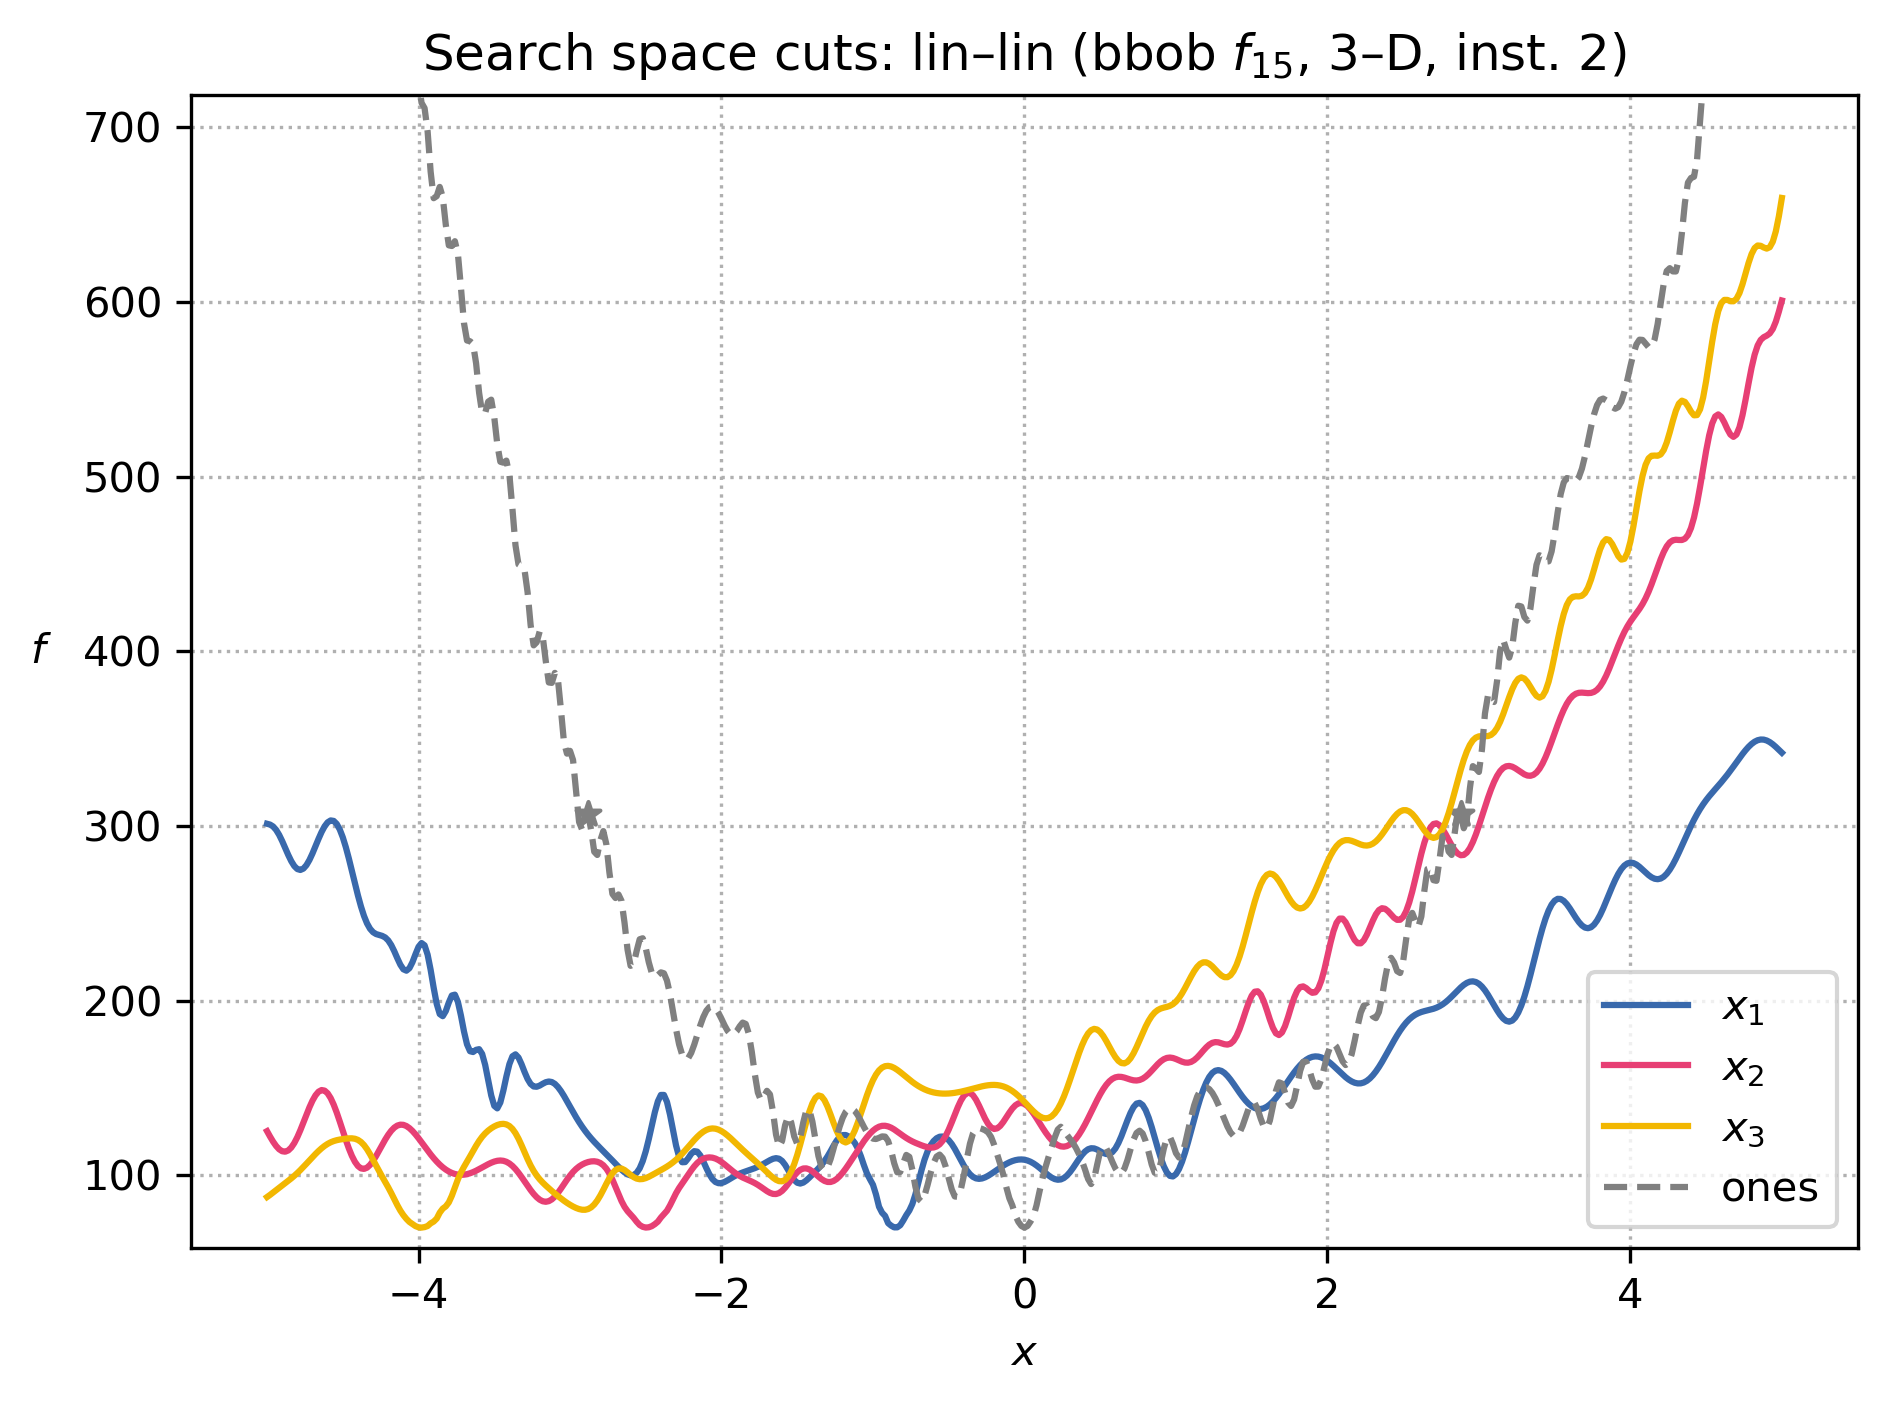 Search space cuts: lin–lin (bbob f₁₅, 3–D, inst. 2)
700
600
500
400
300
200
100
f
−4
−2
0
2
4
x
x₁
x₂
x₃
ones